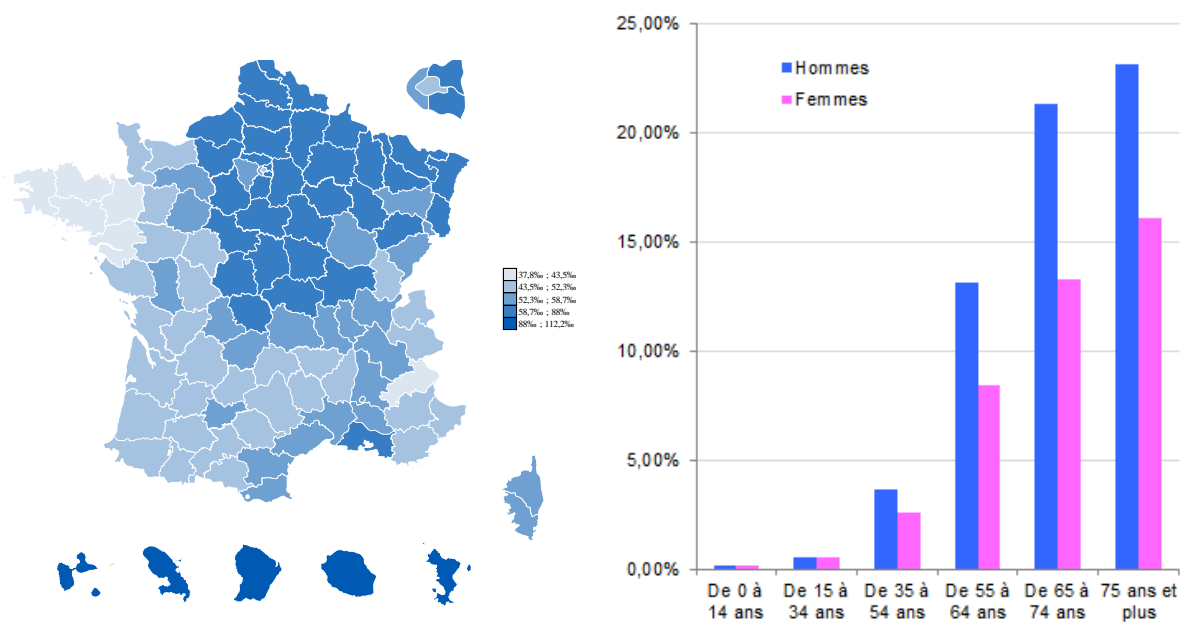 37,8‰ ; 43,5‰
43,5‰ ; 52,3‰
52,3‰ ; 58,7‰
58,7‰ ; 88‰
88‰ ; 112,2‰
25,00%
20,00%
15,00%
10,00%
5,00%
0,00%
Hommes
Femmes
De 0 à
14 ans
De 15 à
34 ans
De 35 à
54 ans
De 55 à
64 ans
De 65 à
74 ans
75 ans et
plus